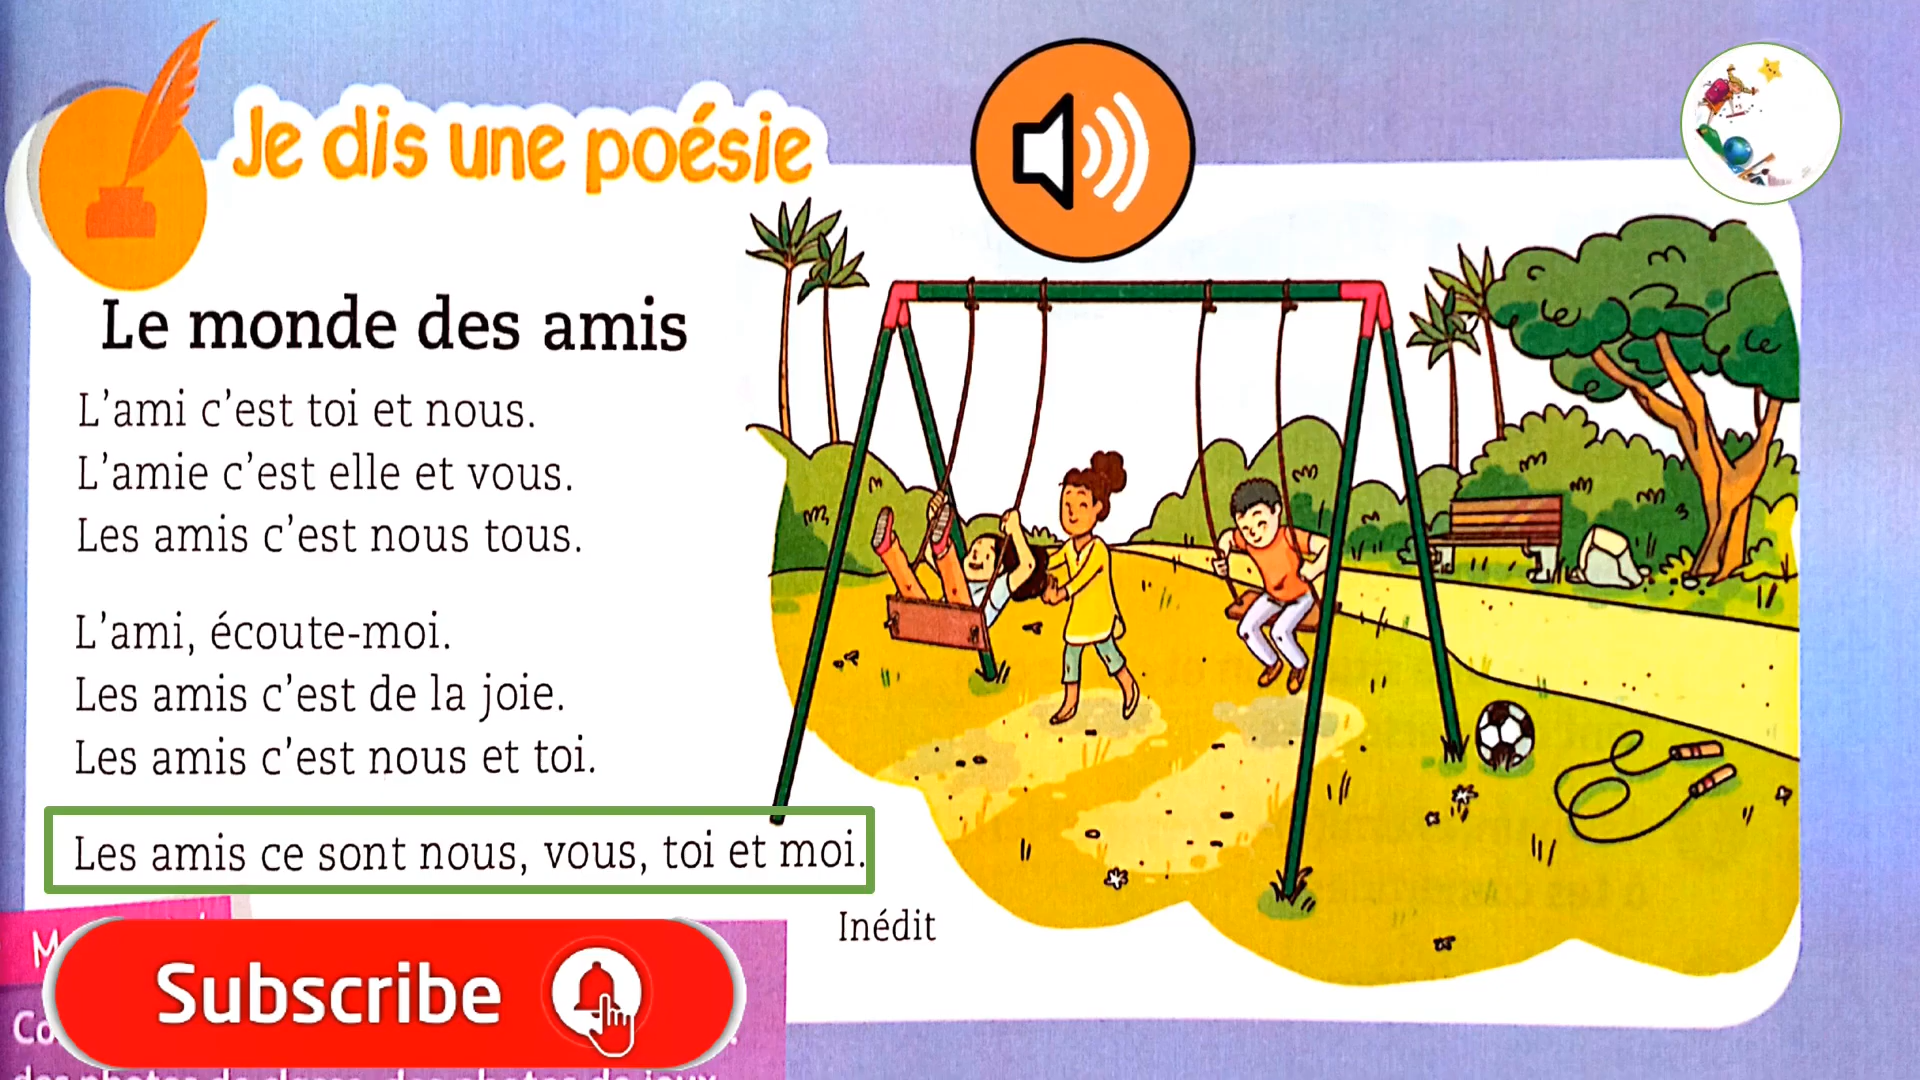 Je dis une poésie
Le monde des amis
L'ami c'est toi et nous.
L'amie c'est elle et vous.
Les amis c'est nous tous.
L'ami, écoute-moi.
Les amis c'est de la joie.
Les amis c'est nous et toi.
Les amis ce sont nous, vous, toi et moi.
Inédit
Subscribe